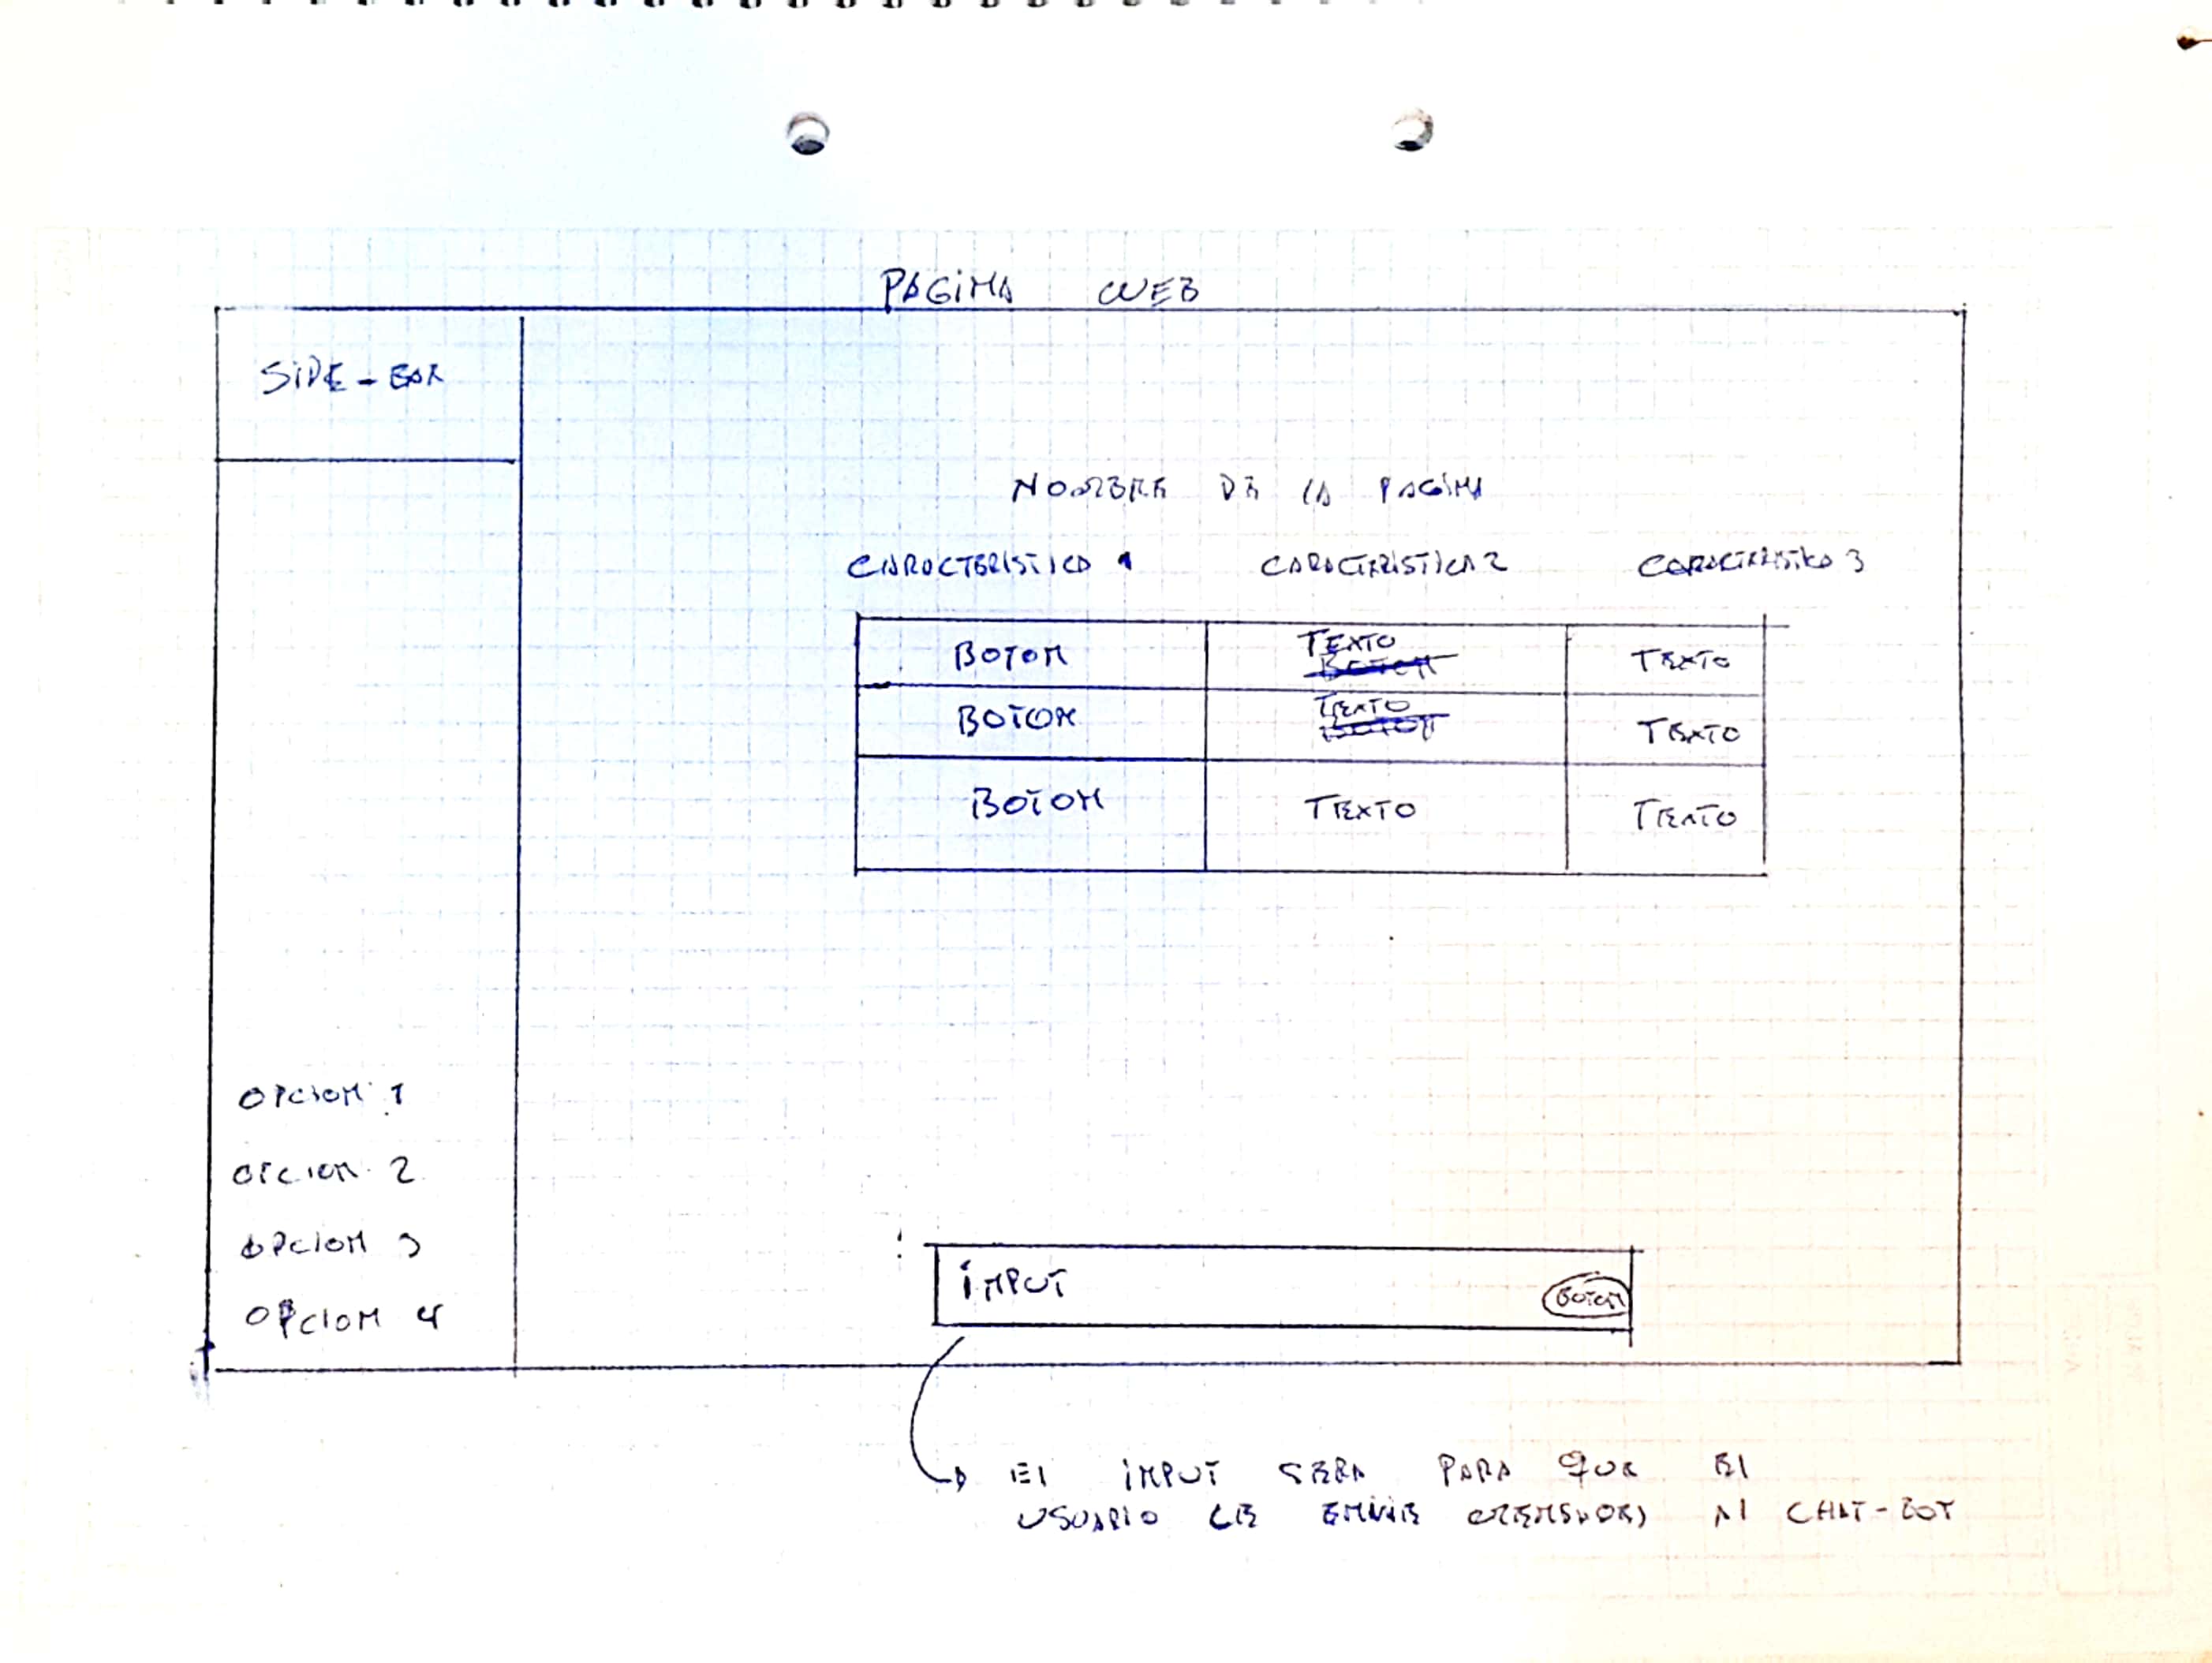 PAGINA WEB
SIDE-BAR
NOMBRE DE LA PAGINA
CARACTERISTICA 1 CARACTERISTICA 2 CARACTERISTICA 3
BOTON TEXTO TEXTO
BOTON
BOTON TEXTO TEXTO
BOTON
BOTON TEXTO TEXTO
OPCION 1
OPCION 2
OPCION 3
OPCION 4
INPUT BOTON
El INPUT SERA PARA QUE El
USUARIO LE ENVIE MENSAJES Al CHAT-BOT